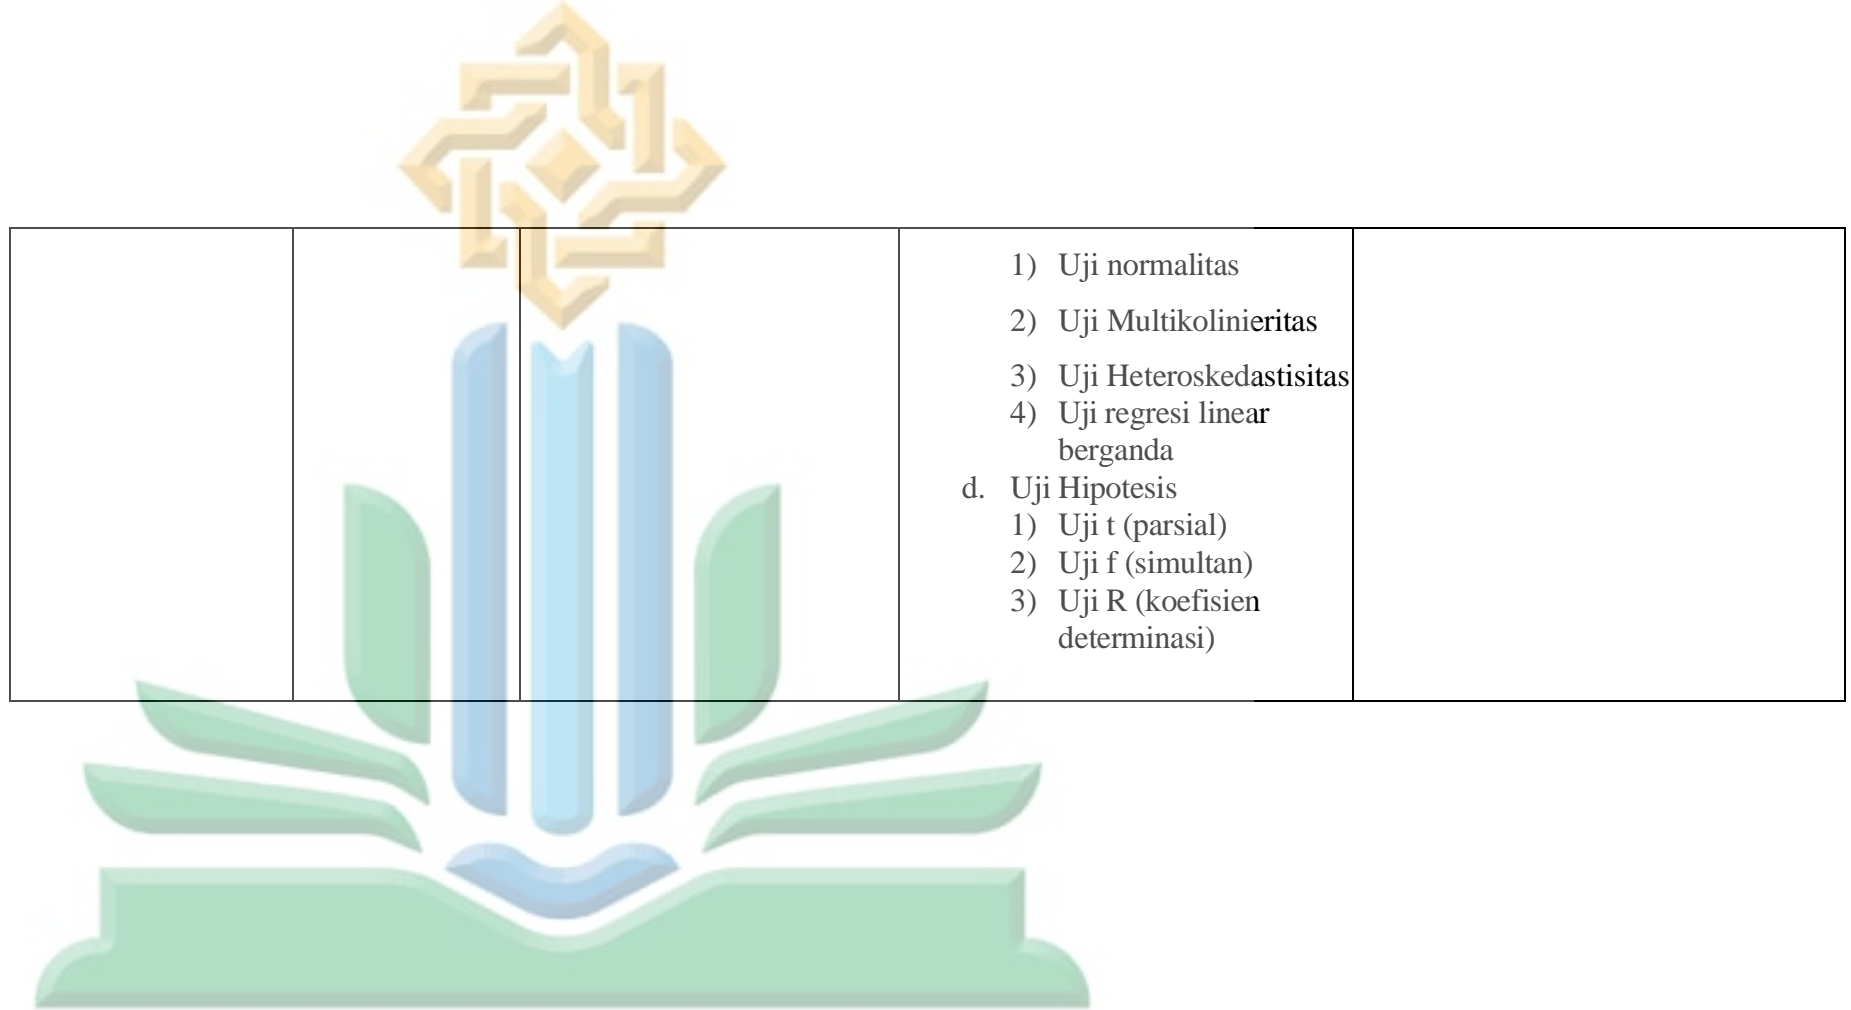 1) Uji normalitas
2) Uji Multikolinieritas
3) Uji Heteroskedastisitas
4) Uji regresi linear
berganda
d. Uji Hipotesis
1) Uji t (parsial)
2) Uji f (simultan)
3) Uji R (koefisien
determinasi)